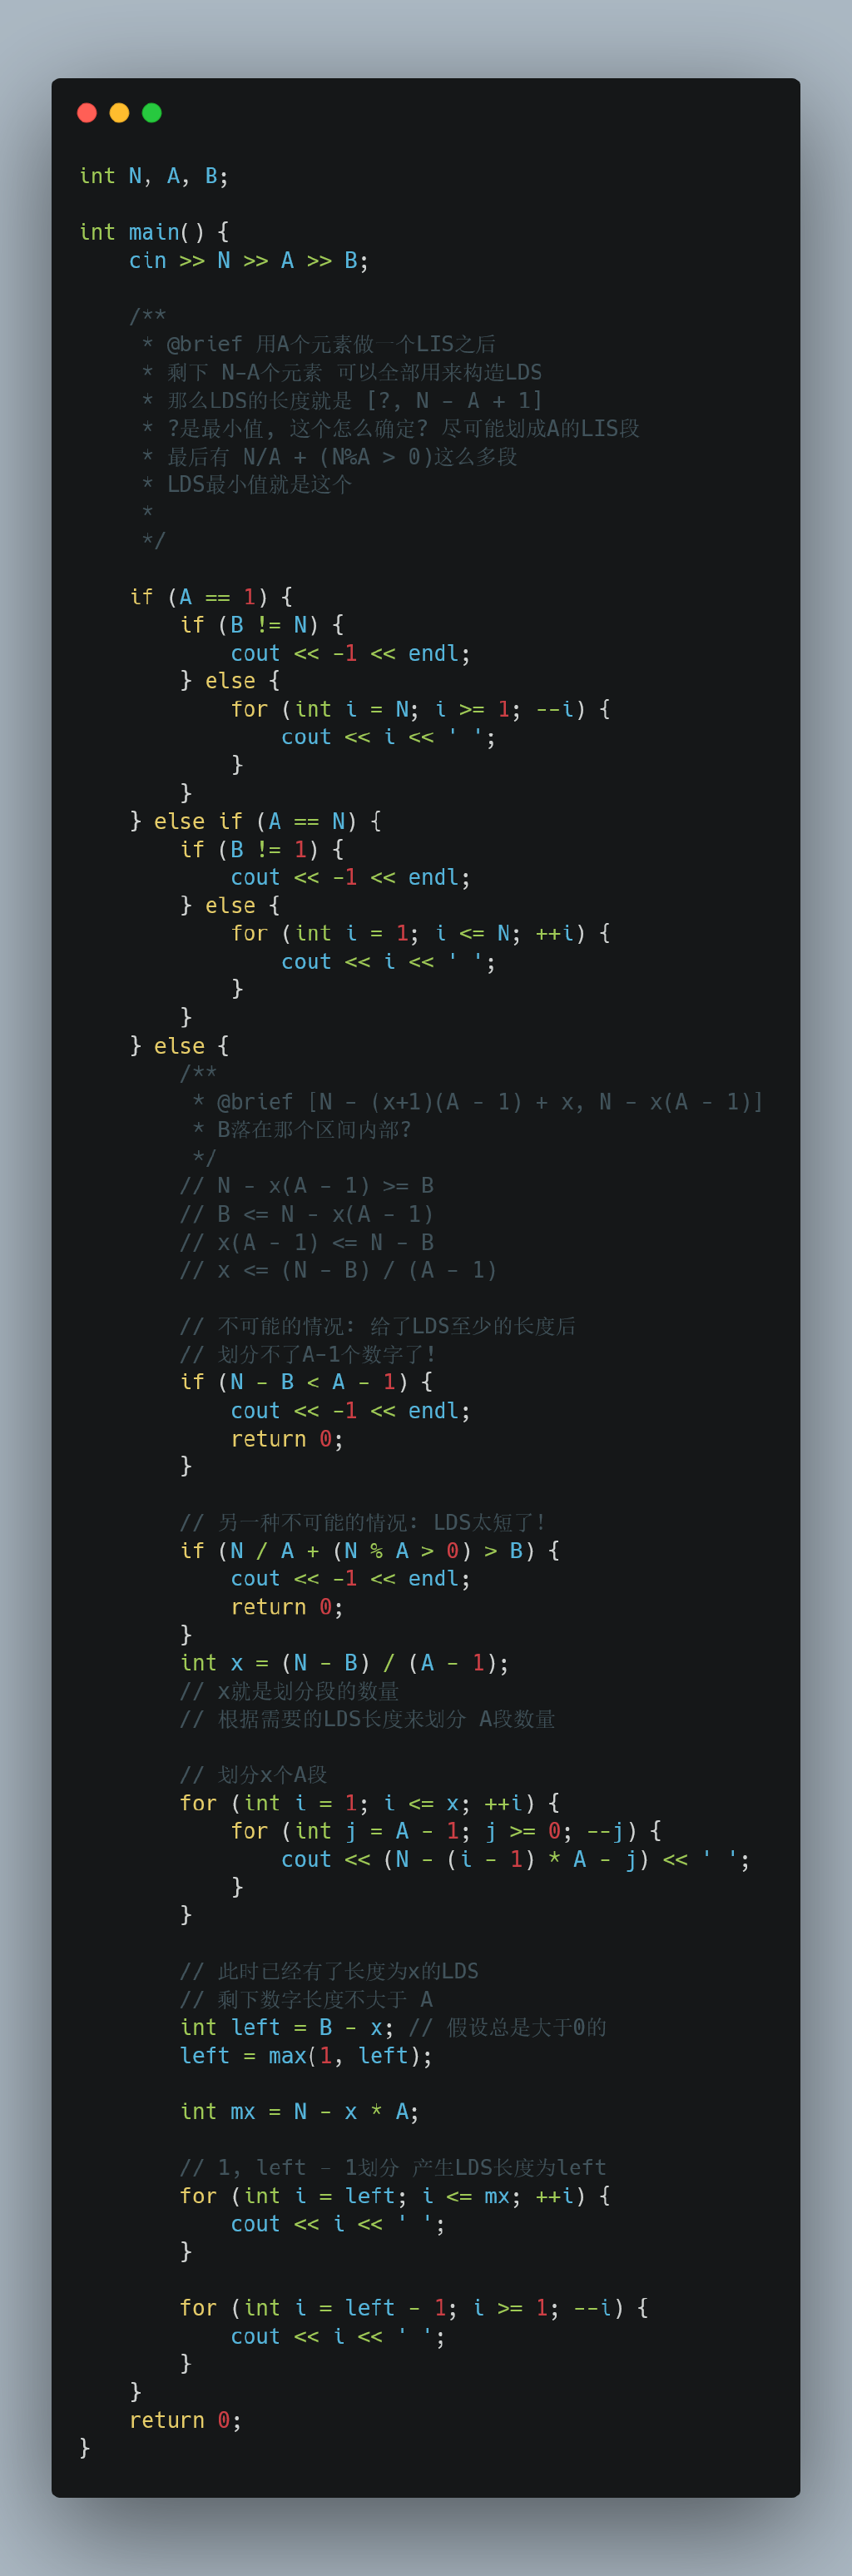 int N, A, B;
int main() {
    cin >> N >> A >> B;
    /**
     * @brief 用A个元素做一个LIS之后
     * 剩下 N-A个元素 可以全部用来构造LDS
     * 那么LDS的长度就是 [?, N - A + 1]
     * ?是最小值, 这个怎么确定? 尽可能划成A的LIS段
     * 最后有 N/A + (N%A > 0)这么多段
     * LDS最小值就是这个
     *
     */
    if (A == 1) {
        if (B != N) {
            cout << -1 << endl;
        } else {
            for (int i = N; i >= 1; --i) {
                cout << i << ' ';
            }
        }
    } else if (A == N) {
        if (B != 1) {
            cout << -1 << endl;
        } else {
            for (int i = 1; i <= N; ++i) {
                cout << i << ' ';
            }
        }
    } else {
        /**
         * @brief [N - (x+1)(A - 1) + x, N - x(A - 1)]
         * B落在那个区间内部?
         */
        // N - x(A - 1) >= B
        // B <= N - x(A - 1)
        // x(A - 1) <= N - B
        // x <= (N - B) / (A - 1)
        // 不可能的情况: 给了LDS至少的长度后
        // 划分不了A-1个数字了!
        if (N - B < A - 1) {
            cout << -1 << endl;
            return 0;
        }
        // 另一种不可能的情况: LDS太短了!
        if (N / A + (N % A > 0) > B) {
            cout << -1 << endl;
            return 0;
        }
        int x = (N - B) / (A - 1);
        // x就是划分段的数量
        // 根据需要的LDS长度来划分 A段数量
        // 划分x个A段
        for (int i = 1; i <= x; ++i) {
            for (int j = A - 1; j >= 0; --j) {
                cout << (N - (i - 1) * A - j) << ' ';
            }
        }
        // 此时已经有了长度为x的LDS
        // 剩下数字长度不大于 A
        int left = B - x; // 假设总是大于0的
        left = max(1, left);
        int mx = N - x * A;
        // 1, left - 1划分 产生LDS长度为left
        for (int i = left; i <= mx; ++i) {
            cout << i << ' ';
        }
        for (int i = left - 1; i >= 1; --i) {
            cout << i << ' ';
        }
    }
    return 0;
}